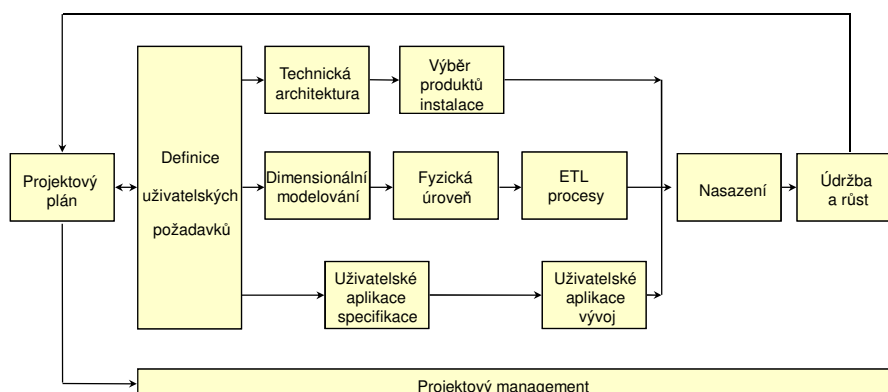 Projektový
plán
Definice
uživatelských
požadavků
Technická
architektura
Výběr
produktů
instalace
Dimensionální
modelování
Fyzická
úroveň
ETL
procesy
Uživatelské
aplikace
specifikace
Uživatelské
aplikace
vývoj
Nasazení
Údržba
a růst
Projektový management